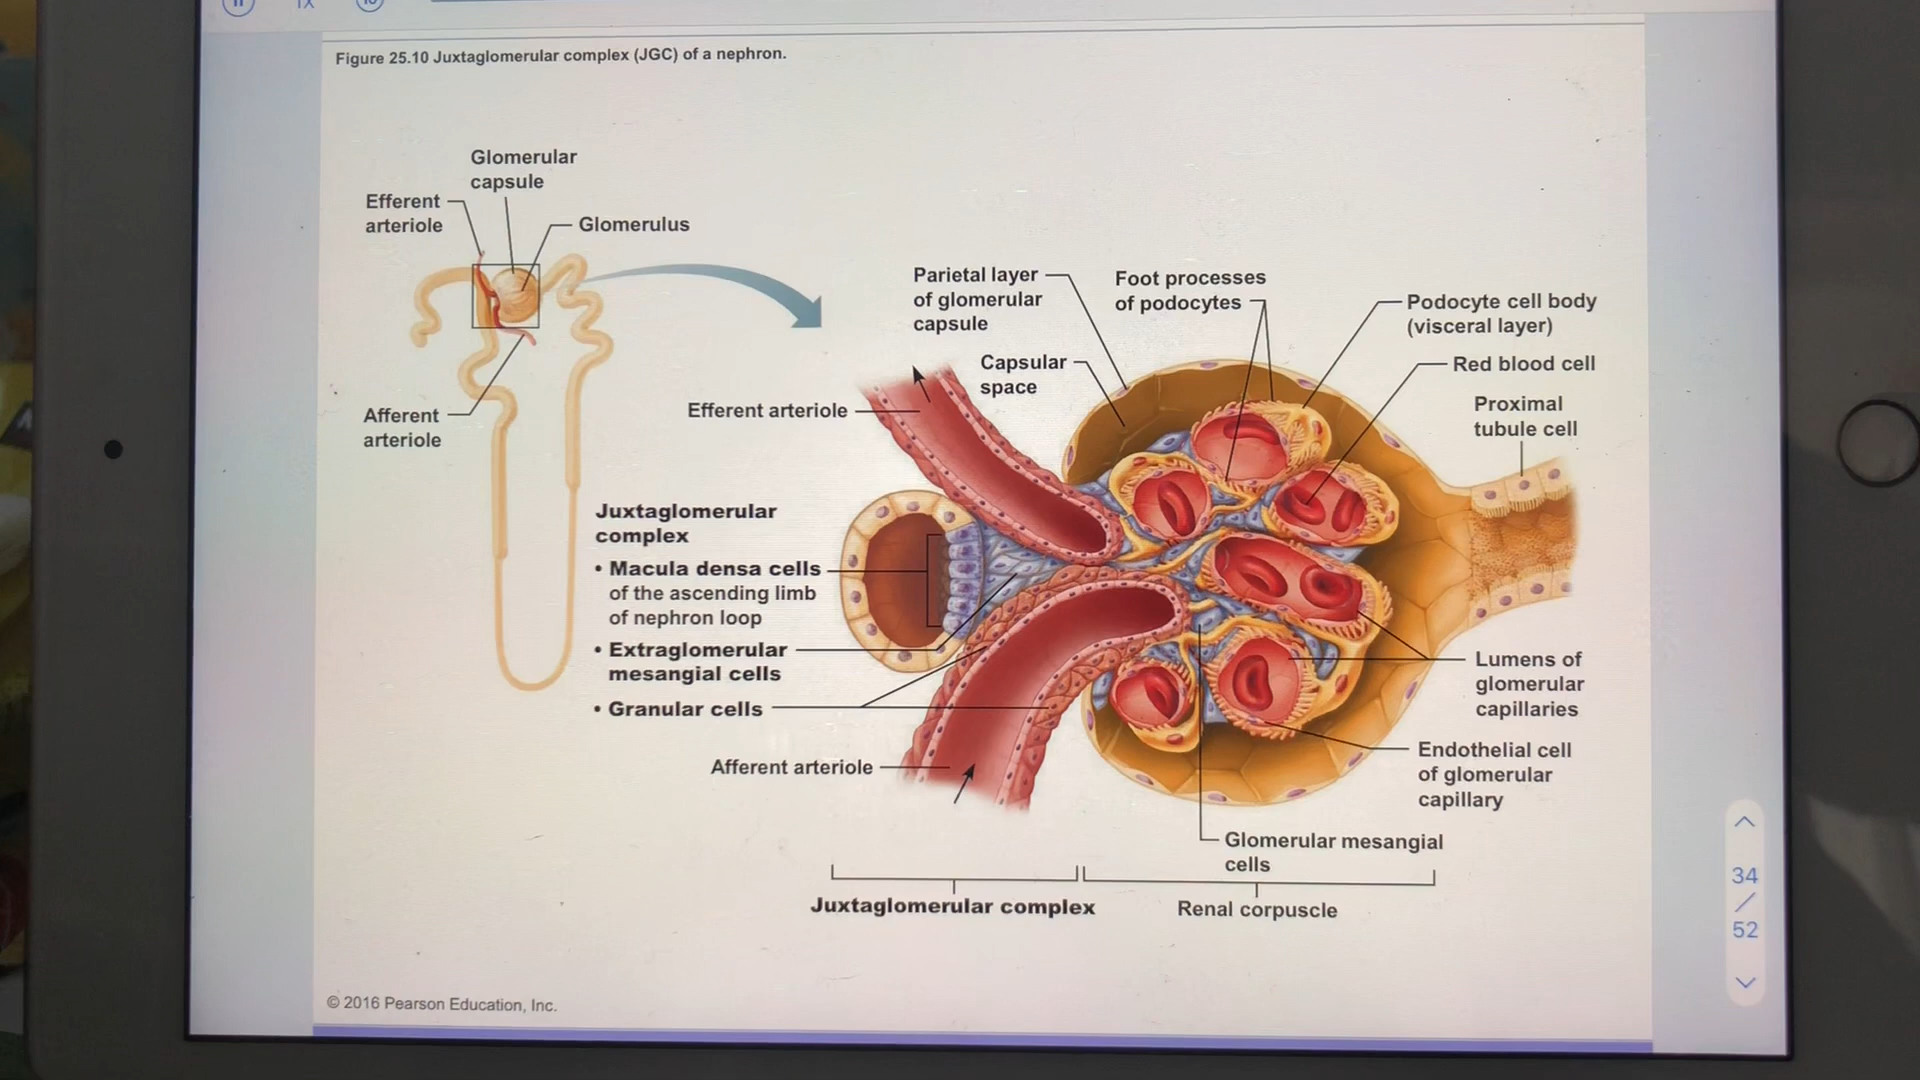 1x
Figure 25.10 Juxtaglomerular complex (JGC) of a nephron.
Glomerular
capsule
Efferent
arteriole
Glomerulus
Afferent
arteriole
Parietal layer
of glomerular
capsule
Foot processes
of podocytes
Podocyte cell body
(visceral layer)
Capsular
space
Red blood cell
Efferent arteriole
Proximal
tubule cell
Juxtaglomerular
complex
• Macula densa cells
of the ascending limb
of nephron loop
• Extraglomerular
mesangial cells
• Granular cells
Lumens of
glomerular
capillaries
Afferent arteriole
Endothelial cell
of glomerular
capillary
Glomerular mesangial
cells
Juxtaglomerular complex
Renal corpuscle
34
/
52
© 2016 Pearson Education, Inc.